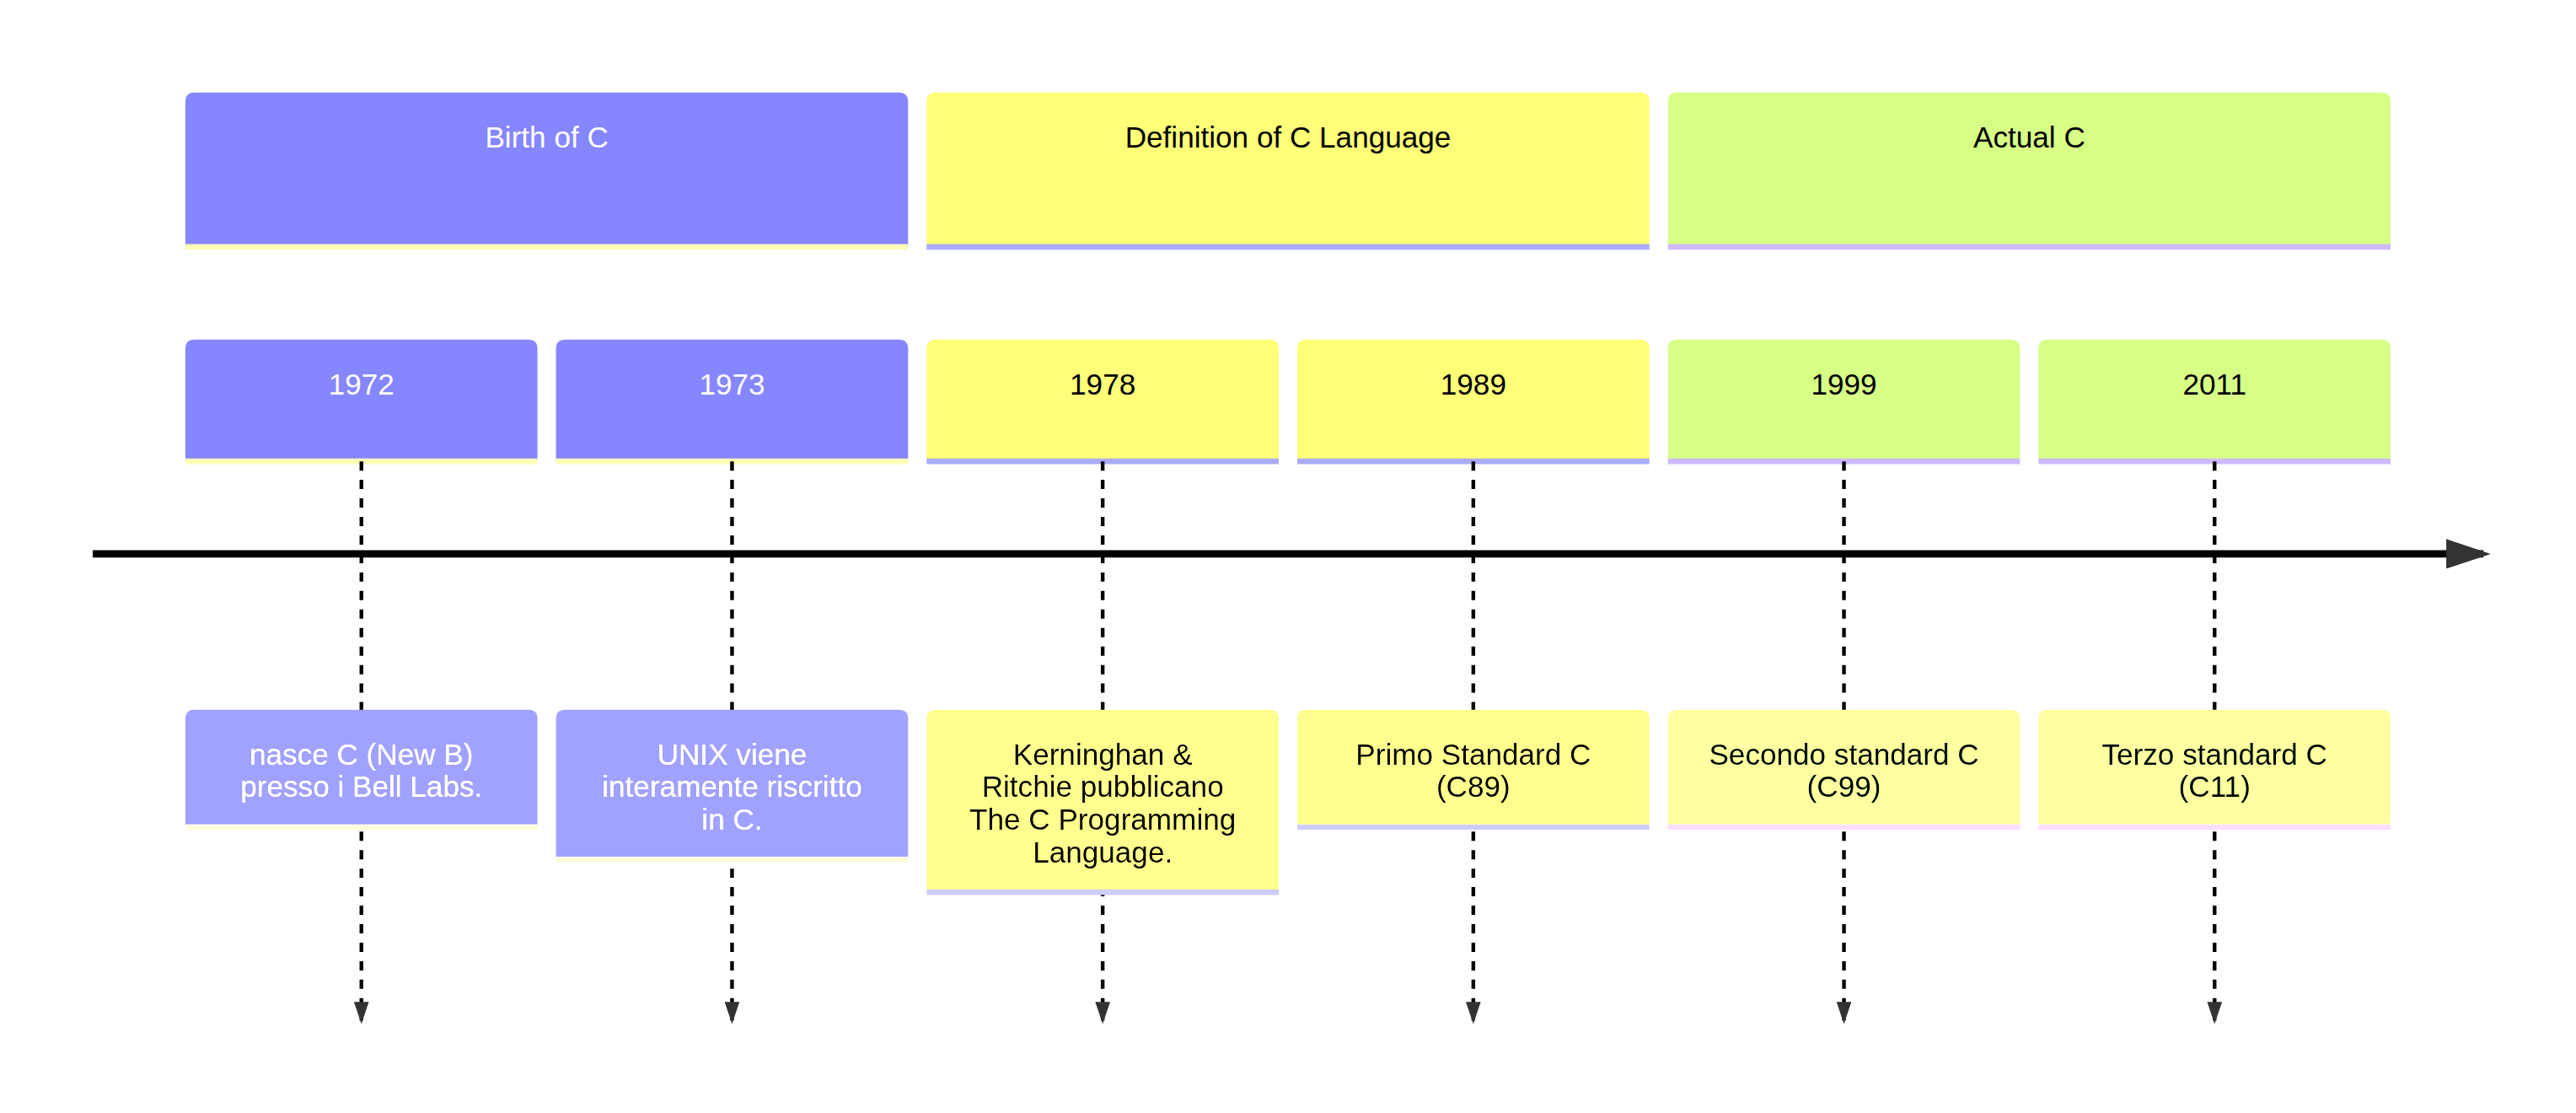 Birth of C
Definition of C Language
Actual C
1972
1973
1978
1989
1999
2011
nasce C (New B)
presso i Bell Labs.
UNIX viene
interamente riscritto
in C.
Kerninghan &
Ritchie pubblicano
The C Programming
Language.
Primo Standard C
(C89)
Secondo standard C
(C99)
Terzo standard C
(C11)